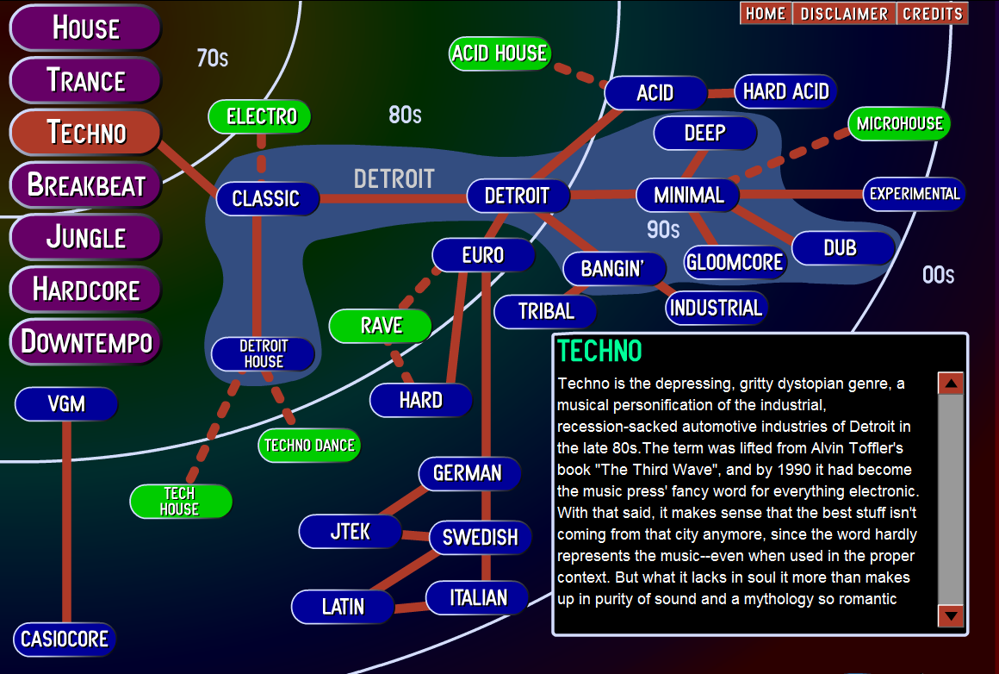 HOUSE
TRANCE
TECHNO
BREAKBEAT
JUNGLE
HARDCORE
DOWNTEMPO
HOME
DISCLAIMER
CREDITS
70s
80s
90s
00s
ACID HOUSE
ACID
HARD ACID
ELECTRO
DEEP
MICROHOUSE
DETROIT
CLASSIC
DETROIT
MINIMAL
EXPERIMENTAL
EURO
BANGIN'
GLOOMCORE
DUB
TRIBAL
INDUSTRIAL
RAVE
DETROIT
HOUSE
HARD
VGM
TECHNO DANCE
GERMAN
TECH
HOUSE
JTEK
SWEDISH
LATIN
ITALIAN
CASIOCORE
TECHNO
Techno is the depressing, gritty dystopian genre, a
musical personification of the industrial,
recession-sacked automotive industries of Detroit in
the late 80s.The term was lifted from Alvin Toffler's
book "The Third Wave", and by 1990 it had become
the music press' fancy word for everything electronic.
With that said, it makes sense that the best stuff isn't
coming from that city anymore, since the word hardly
represents the music--even when used in the proper
context. But what it lacks in soul it more than makes
up in purity of sound and a mythology so romantic